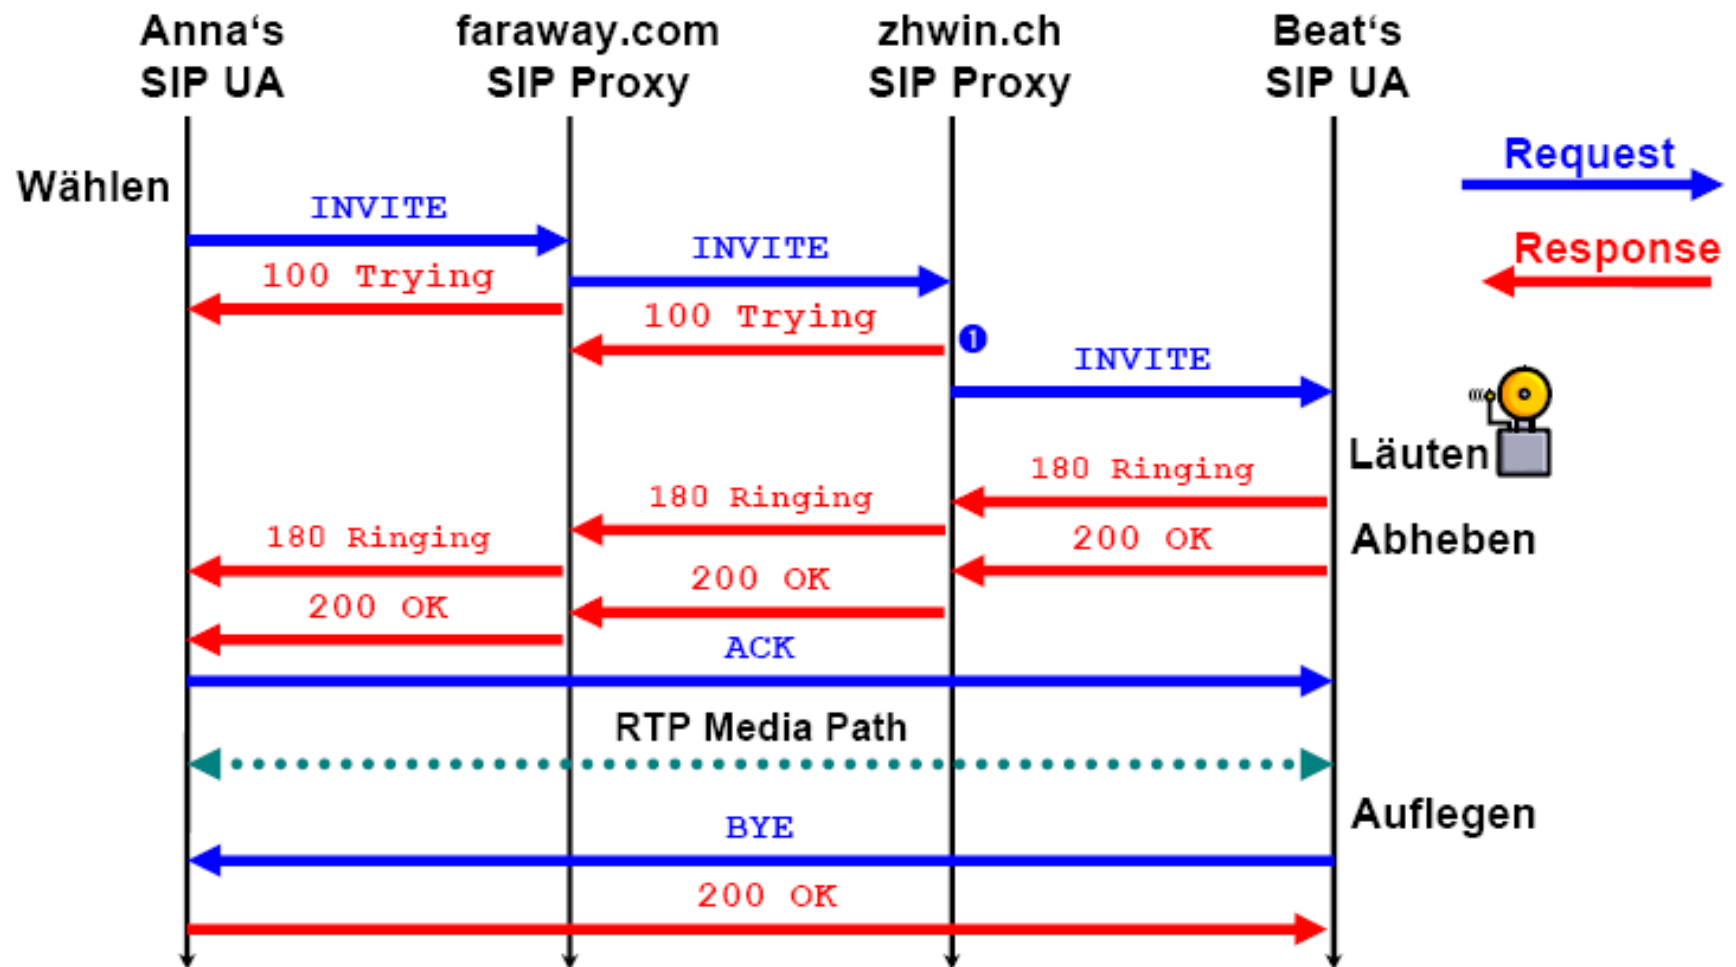 Anna‘s
SIP UA
faraway.com
SIP Proxy
zhwin.ch
SIP Proxy
Beat‘s
SIP UA
Wählen
Request
INVITE
INVITE
Response
100 Trying
100 Trying
1
INVITE
Läuten
180 Ringing
180 Ringing
180 Ringing
Abheben
200 OK
200 OK
200 OK
ACK
RTP Media Path
Auflegen
BYE
200 OK